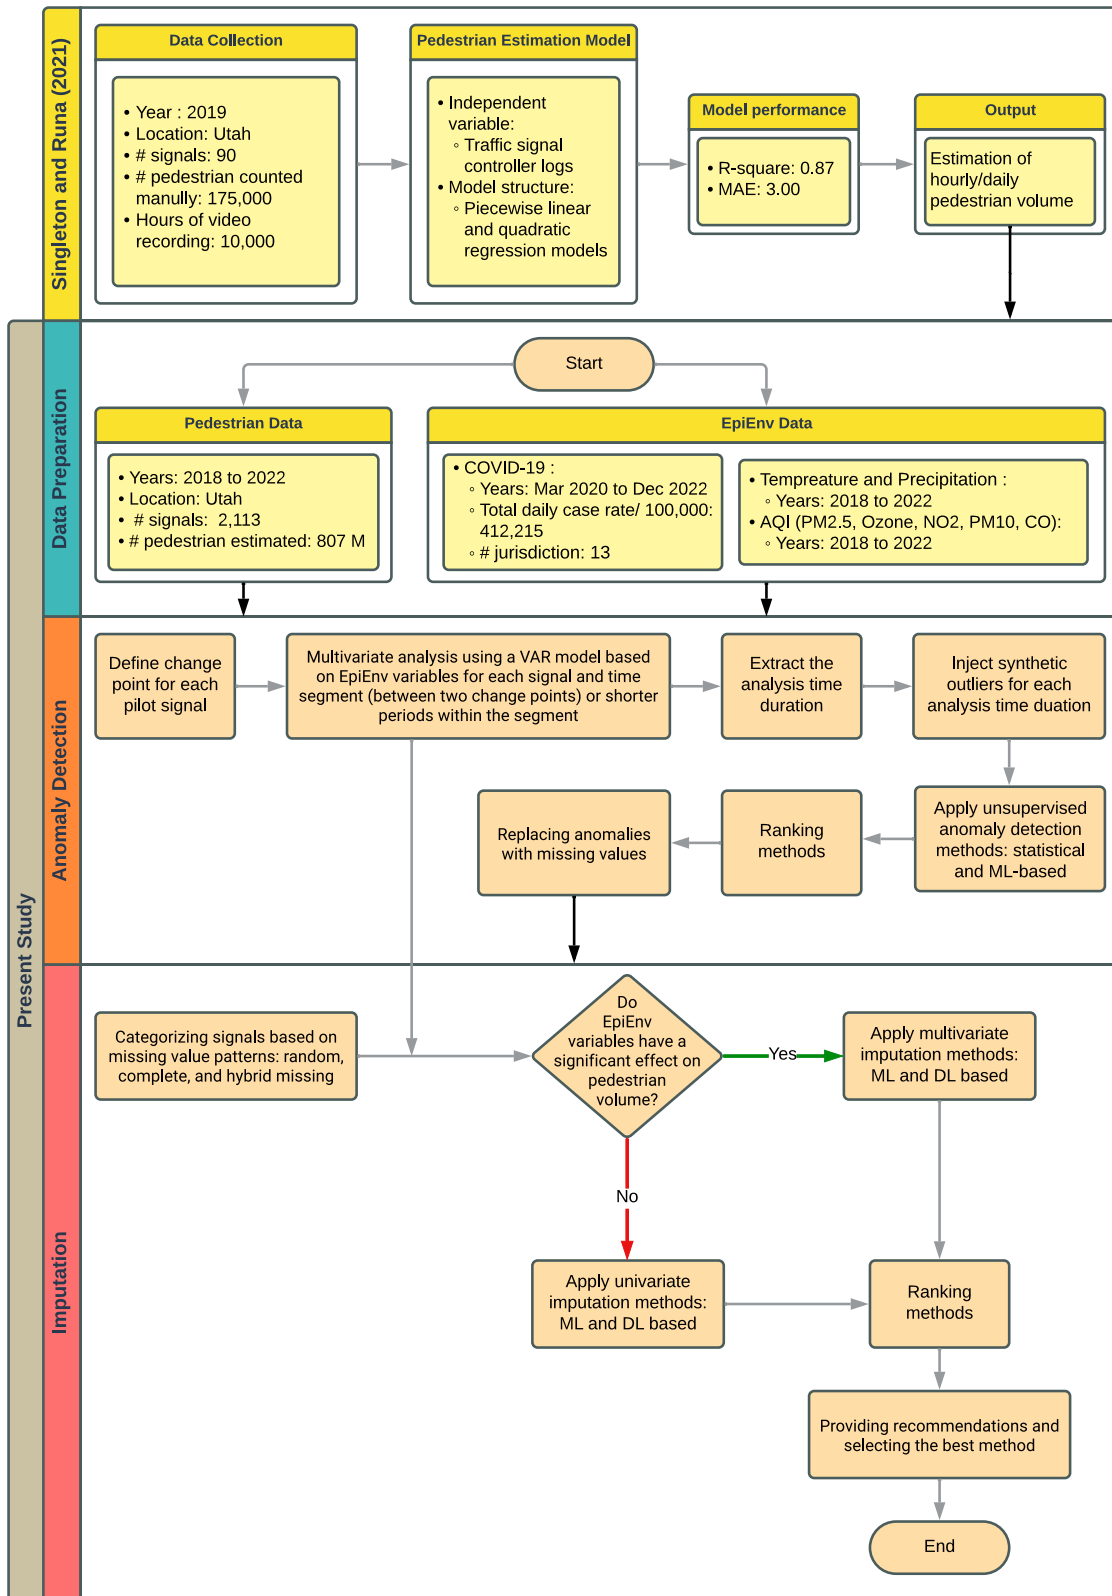 Singleton and Runa (2021)
Data Collection
• Year : 2019
• Location: Utah
• # signals: 90
• # pedestrian counted
manully: 175,000
• Hours of video
recording: 10,000
Pedestrian Estimation Model
• Independent
variable:
◦ Traffic signal
controller logs
• Model structure:
◦ Piecewise linear
and quadratic
regression models
Model performance
• R-square: 0.87
• MAE: 3.00
Output
Estimation of
hourly/daily
pedestrian volume
Present Study
Data Preparation
Start
Pedestrian Data
• Years: 2018 to 2022
• Location: Utah
• # signals: 2,113
• # pedestrian estimated: 807 M
EpiEnv Data
• COVID-19 :
◦ Years: Mar 2020 to Dec 2022
◦ Total daily case rate/ 100,000:
412,215
◦ # jurisdiction: 13
• Tempreature and Precipitation :
◦ Years: 2018 to 2022
• AQI (PM2.5, Ozone, NO2, PM10, CO):
◦ Years: 2018 to 2022
Anomaly Detection
Define change
point for each
pilot signal
Multivariate analysis using a VAR model based
on EpiEnv variables for each signal and time
segment (between two change points) or shorter
periods within the segment
Extract the
analysis time
duration
Inject synthetic
outliers for each
analysis time duation
Apply unsupervised
anomaly detection
methods: statistical
and ML-based
Ranking
methods
Replacing anomalies
with missing values
Imputation
Categorizing signals based on
missing value patterns: random,
complete, and hybrid missing
Do
EpiEnv
variables have a
significant effect on
pedestrian
volume?
Yes
Apply multivariate
imputation methods:
ML and DL based
No
Apply univariate
imputation methods:
ML and DL based
Ranking
methods
Providing recommendations and
selecting the best method
End